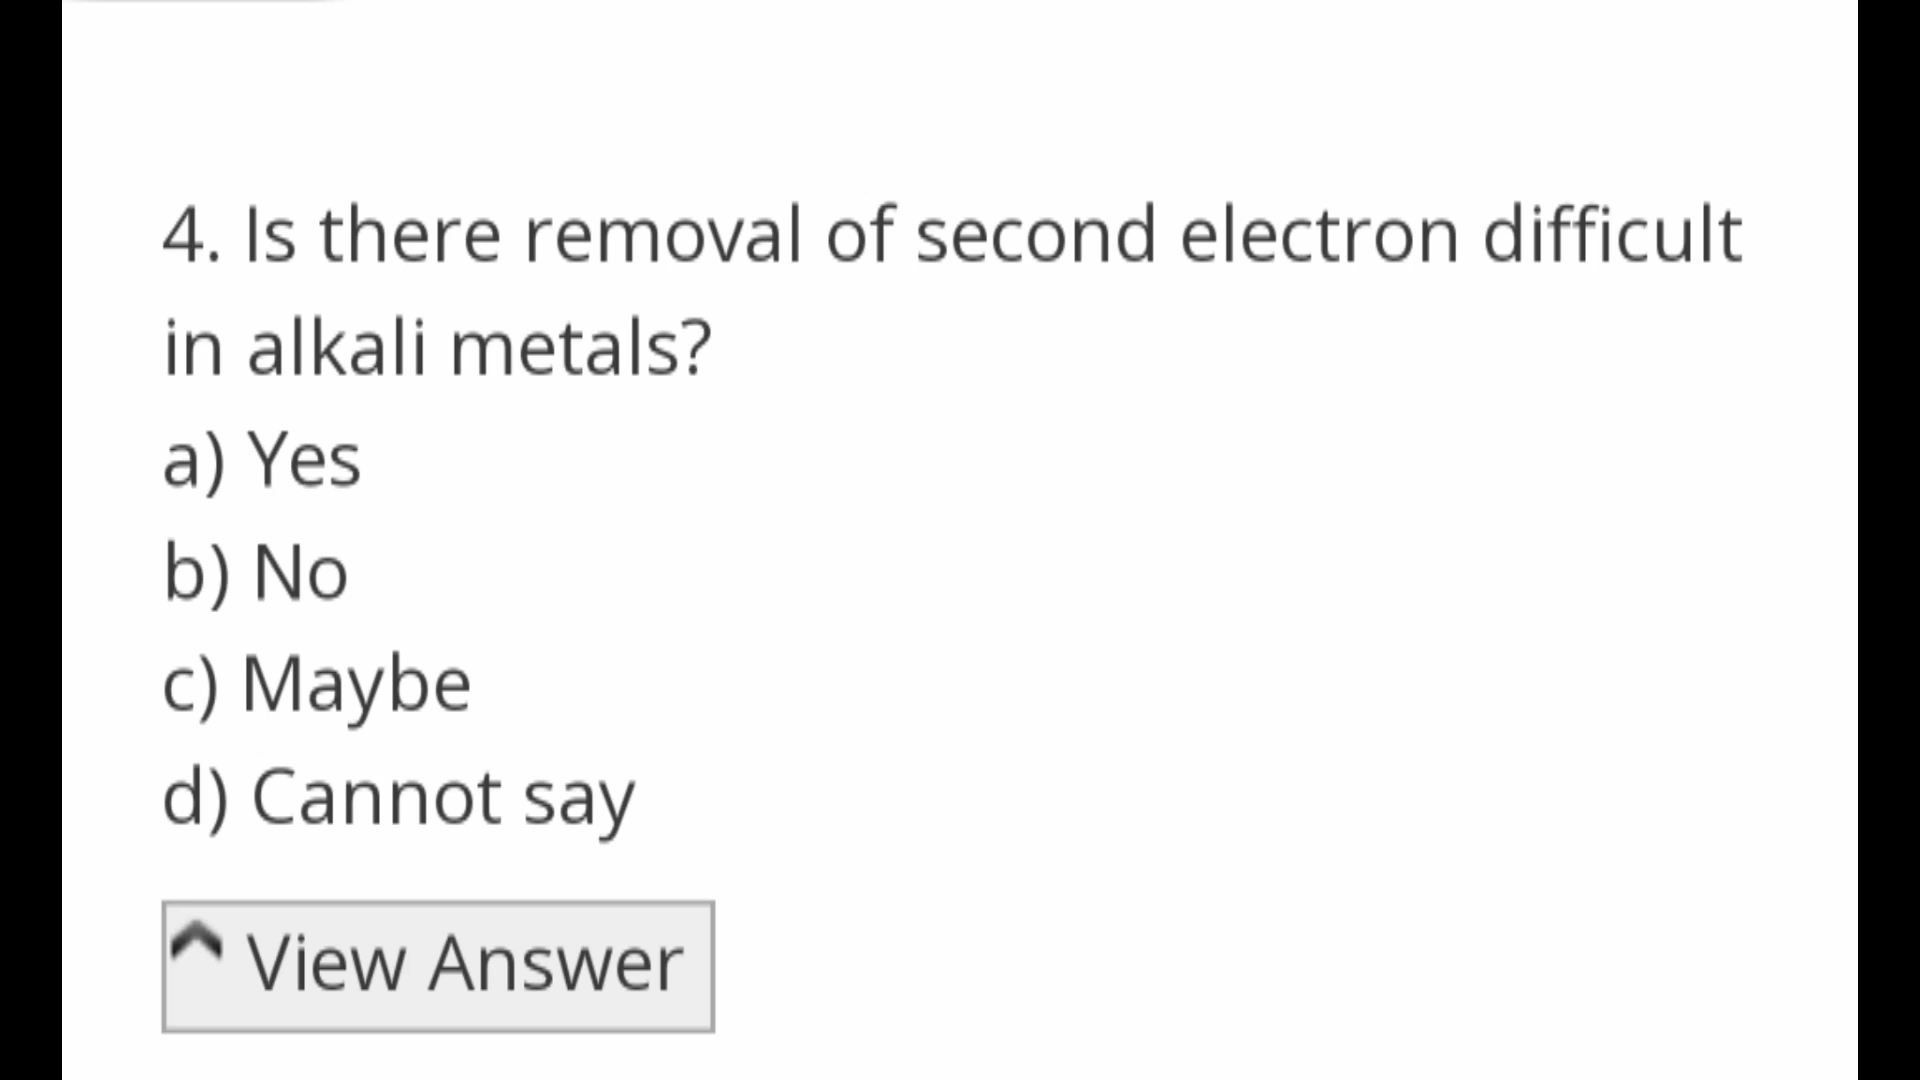 4. Is there removal of second electron difficult
in alkali metals?
a) Yes
b) No
c) Maybe
d) Cannot say
View Answer